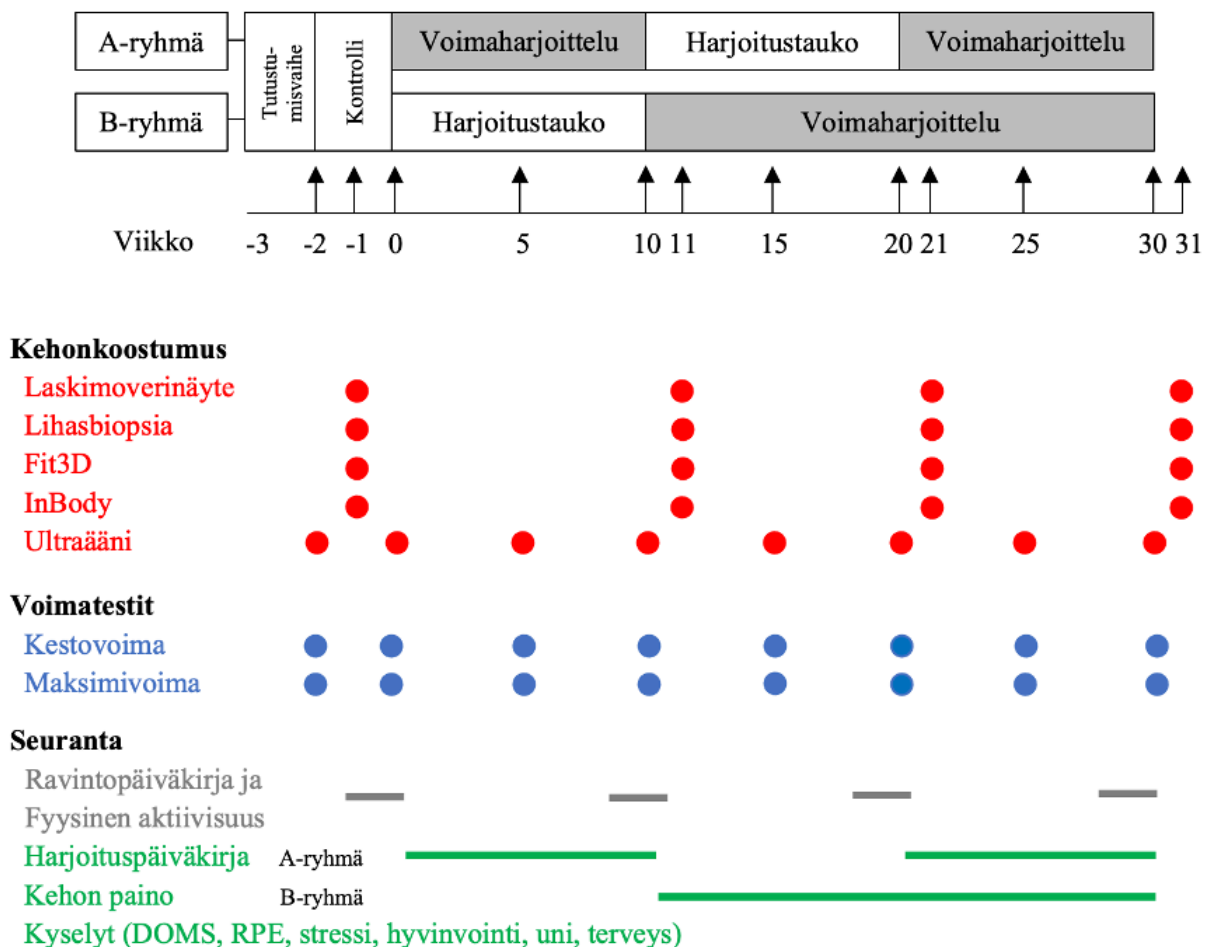 A-ryhmä
Tutustu-
misvaihe
Kontrolli
Voimaharjoittelu
Harjoitustauko
Voimaharjoittelu
B-ryhmä
Harjoitustauko
Voimaharjoittelu
Viikko -3 -2 -1 0 5 10 11 15 20 21 25 30 31
Kehonkoostumus
Laskimoverinäyte
Lihasbiopsia
Fit3D
InBody
Ultraääni
Voimatestit
Kestovoima
Maksimivoima
Seuranta
Ravintopäiväkirja ja
Fyysinen aktiivisuus
Harjoituspäiväkirja A-ryhmä
Kehon paino B-ryhmä
Kyselyt (DOMS, RPE, stressi, hyvinvointi, uni, terveys)